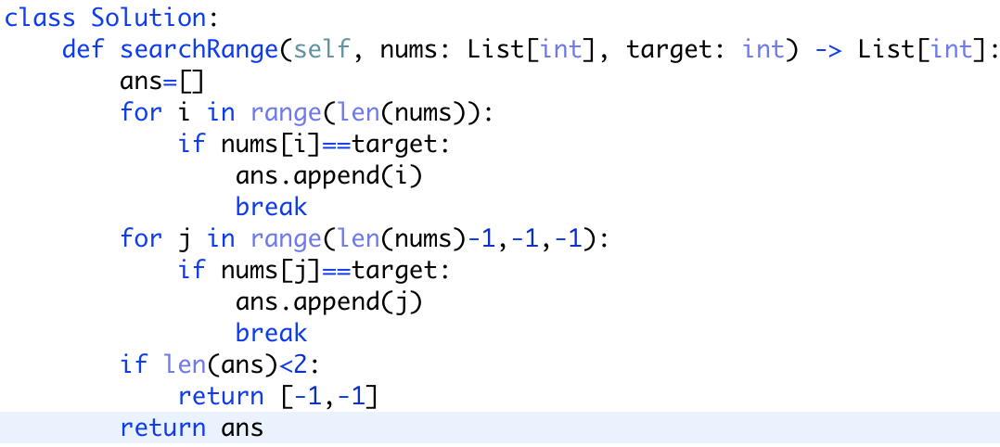 class Solution:
    def searchRange(self, nums: List[int], target: int) -> List[int]:
        ans=[]
        for i in range(len(nums)):
            if nums[i]==target:
                ans.append(i)
                break
        for j in range(len(nums)-1,-1,-1):
            if nums[j]==target:
                ans.append(j)
                break
        if len(ans)<2:
            return [-1,-1]
        return ans